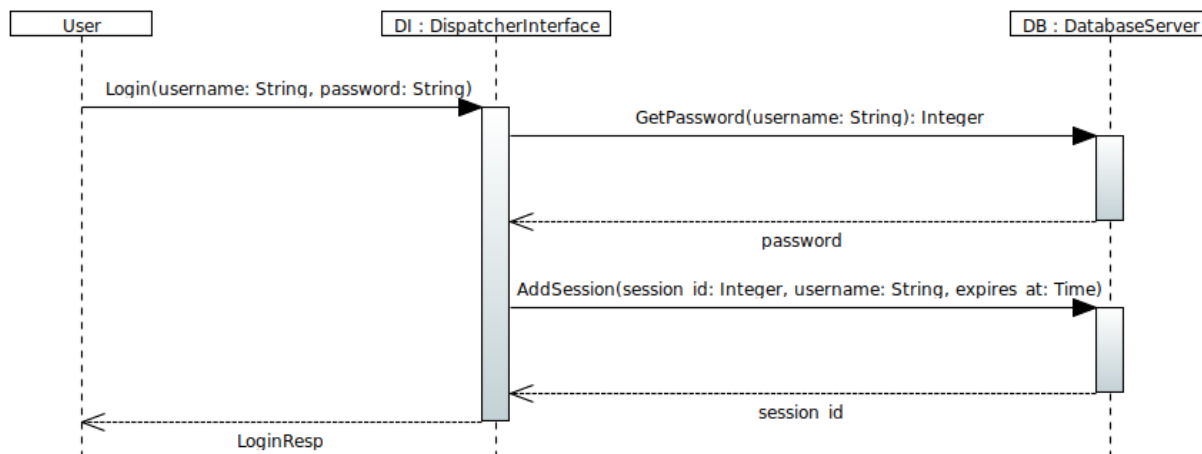 User
DI : DispatcherInterface
DB : DatabaseServer
Login(username: String, password: String)
GetPassword(username: String): Integer
password
AddSession(session id: Integer, username: String, expires at: Time)
session id
LoginResp